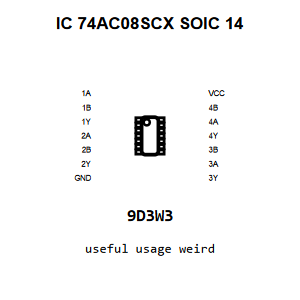 IC 74AC08SCX SOIC 14
1A VCC
1B 4B
1Y 4A
2A 4Y
2B 3B
2Y 3A
GND 3Y
9D3W3
useful usage weird